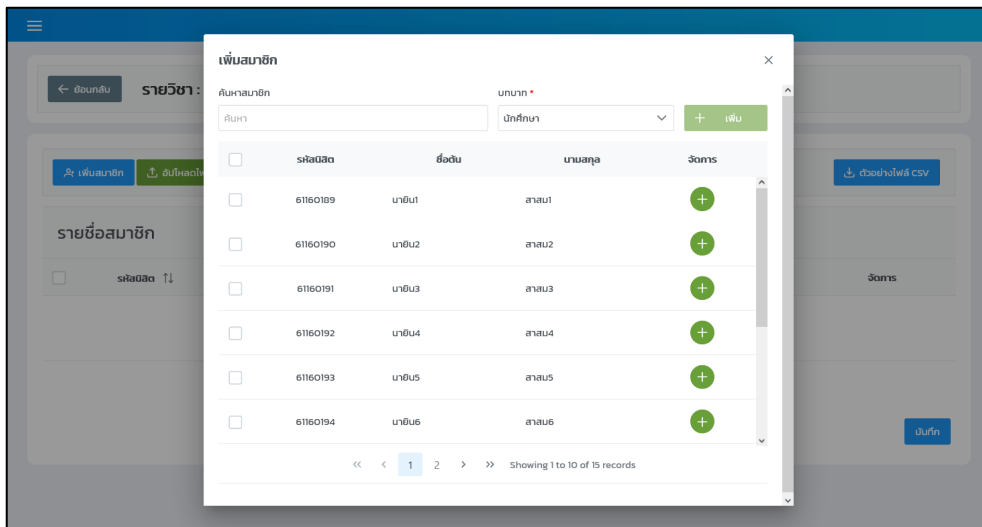 เพิ่มสมาชิก
ย้อนกลับ
รายวิชา :
ค้นหาสมาชิก
บทบาท *
ค้นหา
นักศึกษา
เพิ่ม
เพิ่มสมาชิก
อัปโหลดไฟ
ตัวอย่างไฟล์ CSV
รหัสนิสิต ชื่อต้น นามสกุล จัดการ
61160189 นายิน1 สาสม1
61160190 นายิน2 สาสม2
61160191 นายิน3 สาสม3
61160192 นายิน4 สาสม4
61160193 นายิน5 สาสม5
61160194 นายิน6 สาสม6
รายชื่อสมาชิก
รหัสนิสิต
จัดการ
บันทึก
<< < 1 2 > >> Showing 1 to 10 of 15 records